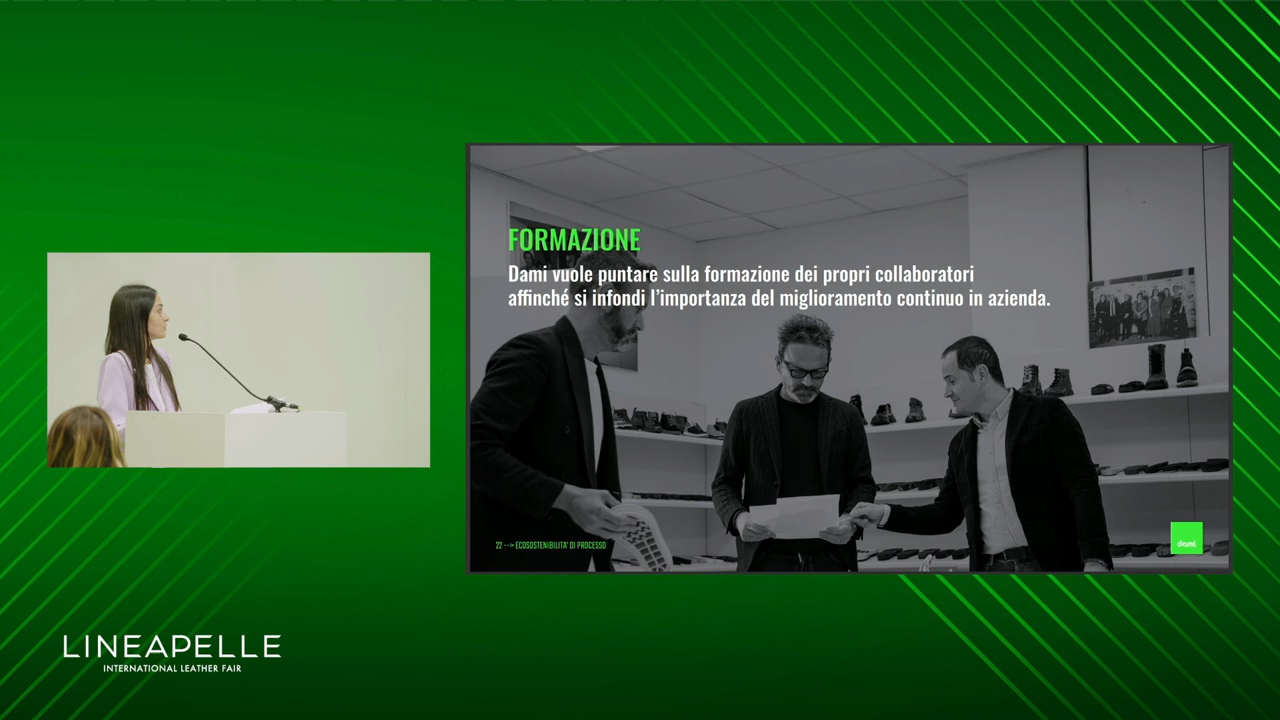 FORMAZIONE
Dami vuole puntare sulla formazione dei propri collaboratori
affinché si infondi l'importanza del miglioramento continuo in azienda.
22 --> ECOSOSTENIBILITA' DI PROCESSO
dami
LINEAPELLE
INTERNATIONAL LEATHER FAIR